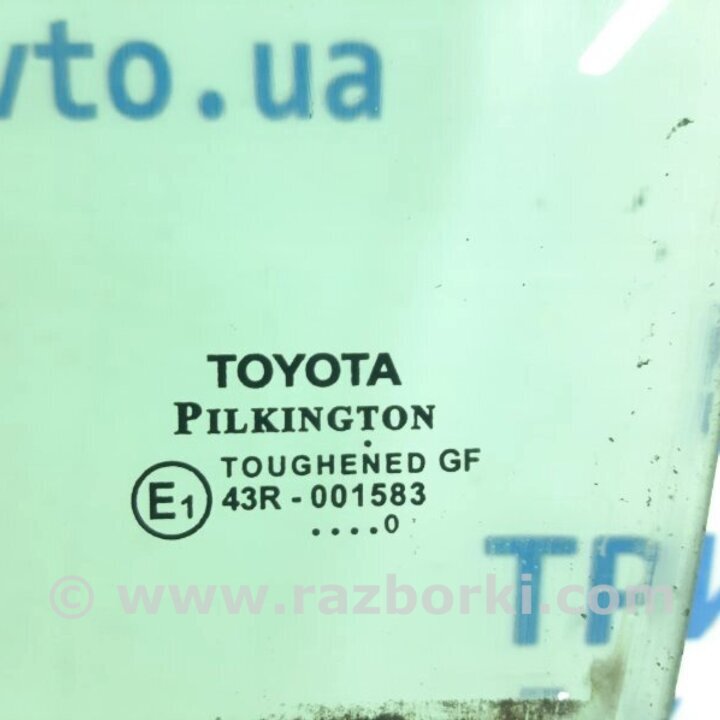 vto.ua
TOYOTA
PILKINGTON
TOUGHENED GF
E1 43R - 001583
....0
© www.razborki.com